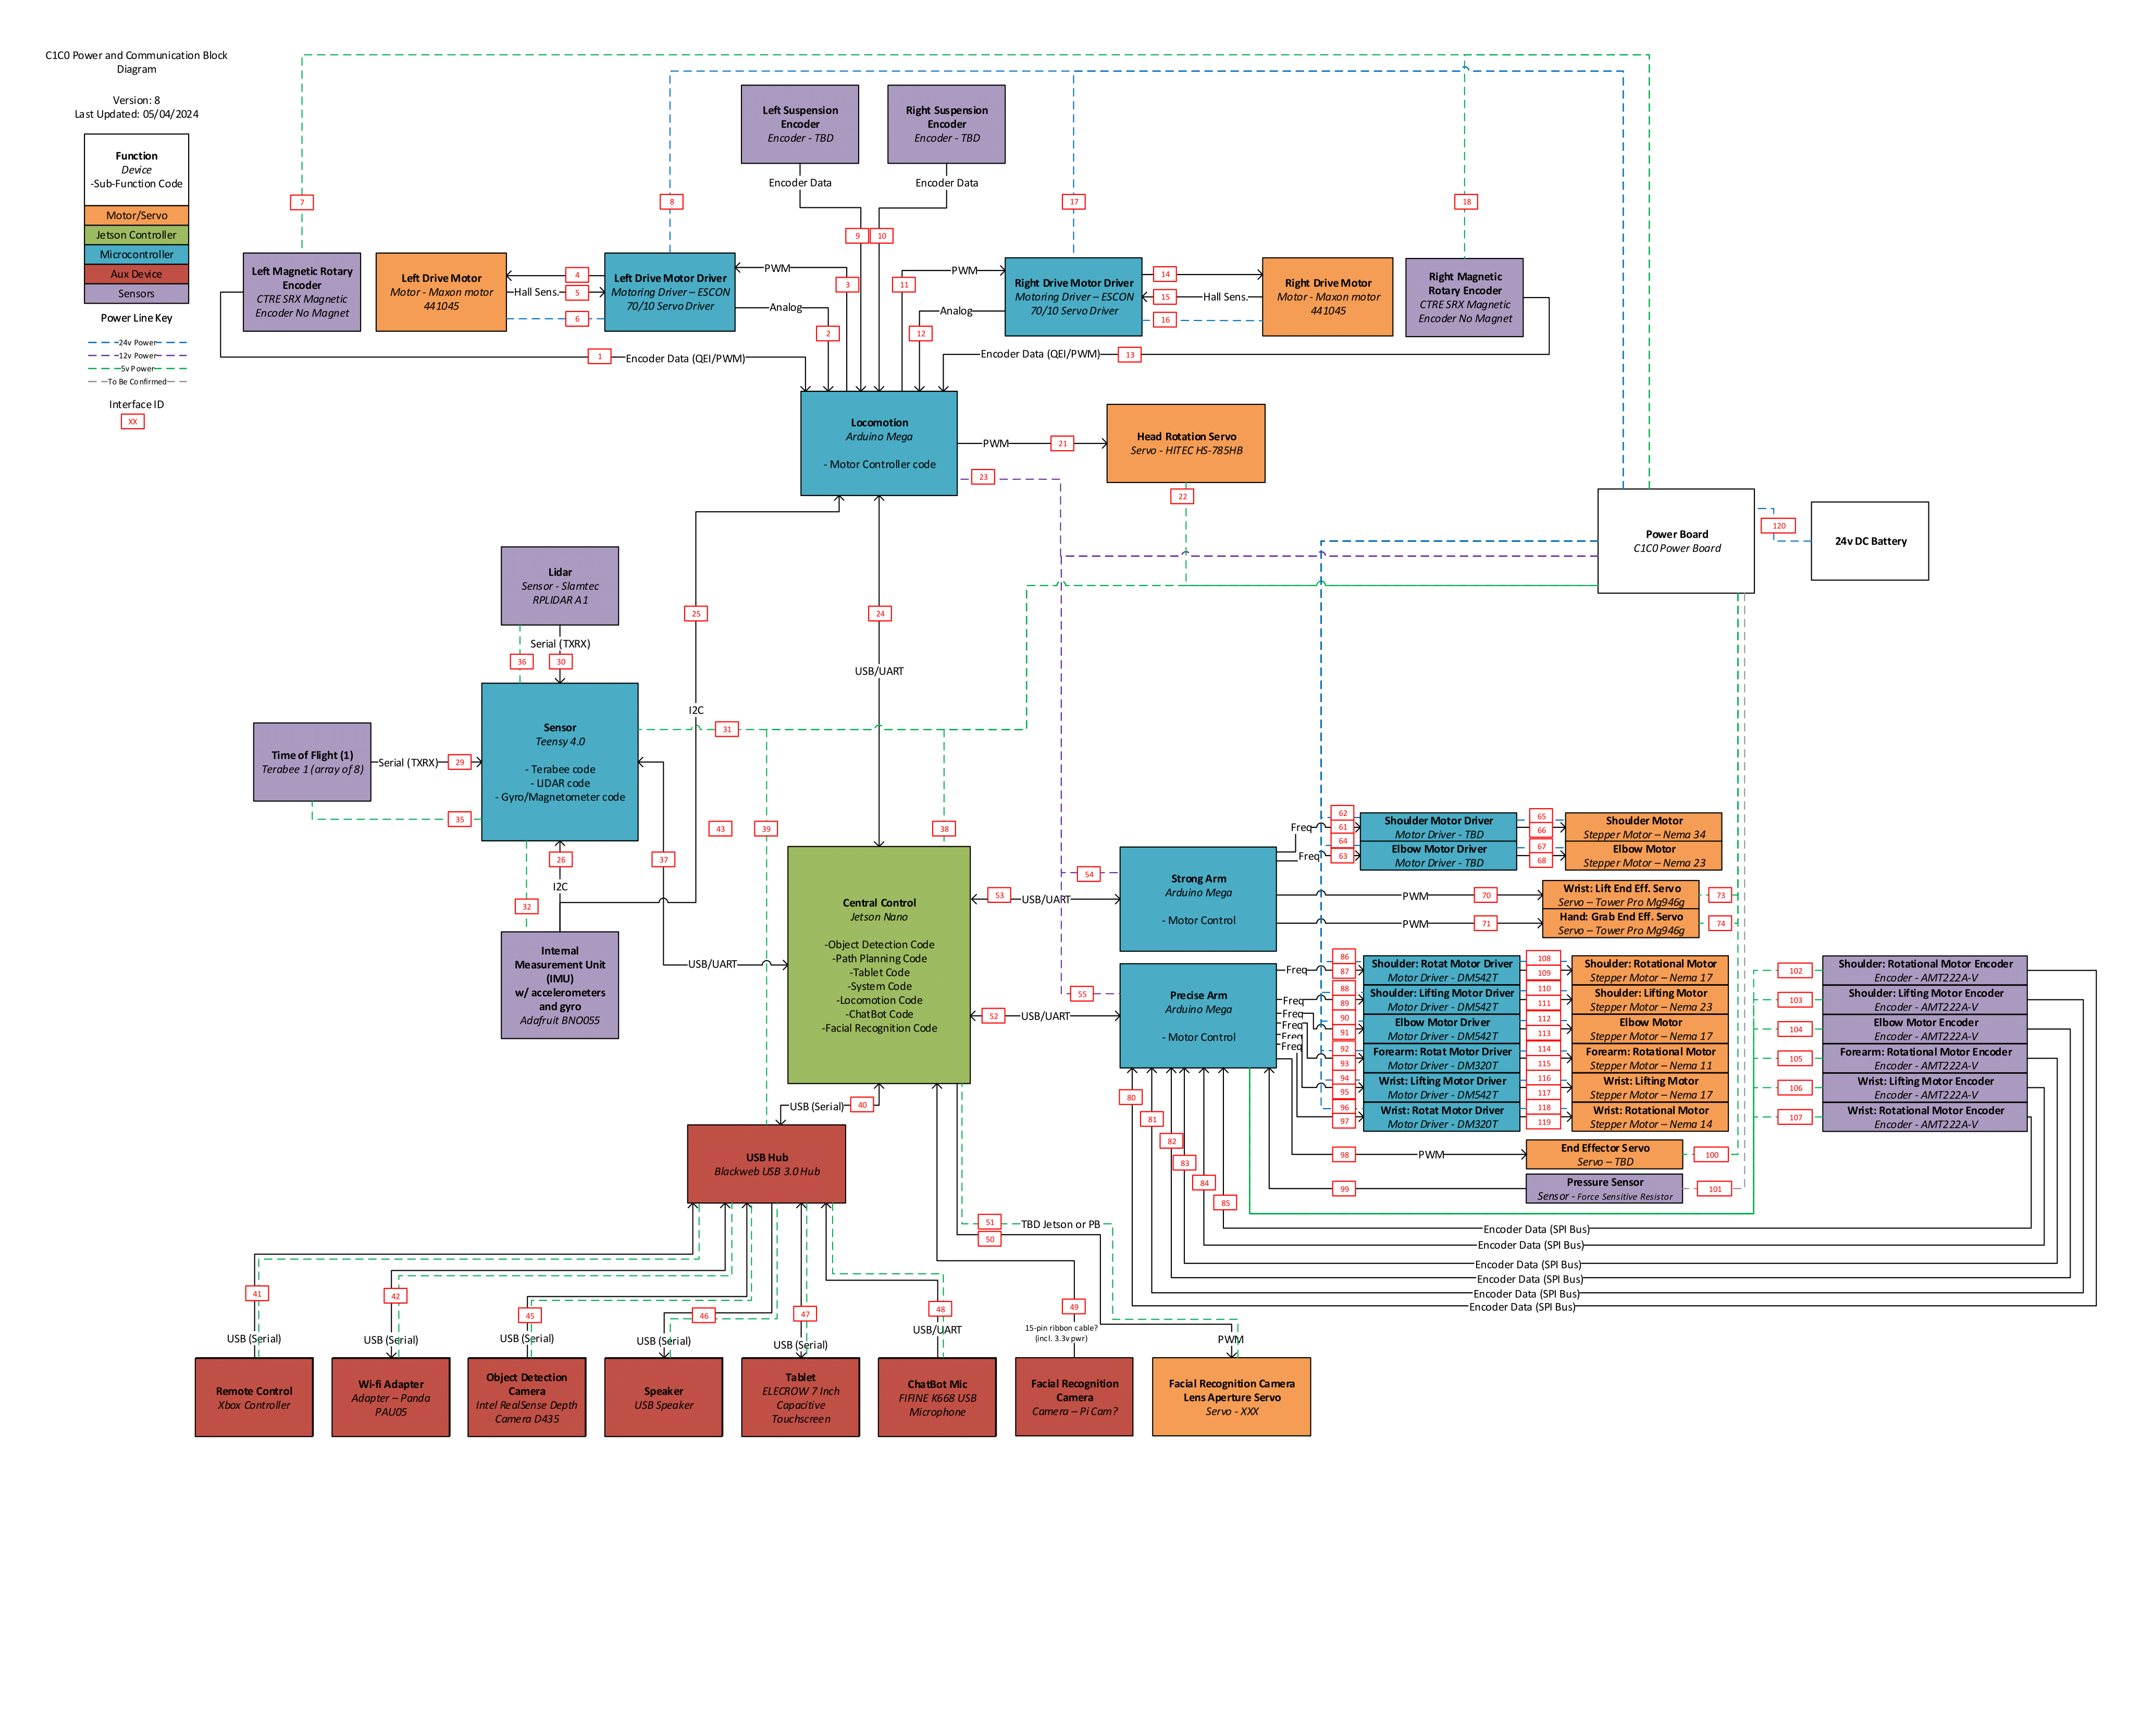 C1C0 Power and Communication Block
Diagram
Version: 8
Last Updated: 05/04/2024
Function
Device
-Sub-Function Code
Motor/Servo
Jetson Controller
Microcontroller
Aux Device
Sensors
Power Line Key
24v Power
12v Power
5v Power
To Be Confirmed
Interface ID
XX
Left Suspension
Encoder
Encoder - TBD
Right Suspension
Encoder
Encoder - TBD
Encoder Data
Encoder Data
7
8
17
18
9
10
Left Magnetic Rotary
Encoder
CTRE SRX Magnetic
Encoder No Magnet
Left Drive Motor
Motor - Maxon motor
441045
4
Hall Sens.
5
6
Left Drive Motor Driver
Motoring Driver – ESCON
70/10 Servo Driver
PWM
3
Analog
2
PWM
11
Analog
12
Right Drive Motor Driver
Motoring Driver – ESCON
70/10 Servo Driver
14
15
Hall Sens.
16
Right Drive Motor
Motor - Maxon motor
441045
Right Magnetic
Rotary Encoder
CTRE SRX Magnetic
Encoder No Magnet
1
Encoder Data (QEI/PWM)
Encoder Data (QEI/PWM)
13
Locomotion
Arduino Mega
- Motor Controller code
PWM
21
Head Rotation Servo
Servo - HITEC HS-785HB
23
22
Power Board
C1C0 Power Board
120
24v DC Battery
Lidar
Sensor - Slamtec
RPLIDAR A1
Serial (TXRX)
36
30
25
24
USB/UART
I2C
Sensor
Teensy 4.0
- Terabee code
- LIDAR code
- Gyro/Magnetometer code
31
Time of Flight (1)
Terabee 1 (array of 8)
Serial (TXRX)
29
35
43
39
38
26
37
I2C
32
Internal
Measurement Unit
(IMU)
w/ accelerometers
and gyro
Adafruit BNO055
USB/UART
Central Control
Jetson Nano
-Object Detection Code
-Path Planning Code
-Tablet Code
-System Code
-Locomotion Code
-ChatBot Code
-Facial Recognition Code
53
USB/UART
54
52
USB/UART
55
Strong Arm
Arduino Mega
- Motor Control
Precise Arm
Arduino Mega
- Motor Control
Freq
62
61
64
Freq
63
Shoulder Motor Driver
Motor Driver - TBD
Elbow Motor Driver
Motor Driver - TBD
65
66
67
68
Shoulder Motor
Stepper Motor – Nema 34
Elbow Motor
Stepper Motor – Nema 23
PWM
70
Wrist: Lift End Eff. Servo
Servo – Tower Pro Mg946g
73
PWM
71
Hand: Grab End Eff. Servo
Servo – Tower Pro Mg946g
74
Freq
Freq
Freq
Freq
Freq
Freq
86
87
88
89
90
91
92
93
94
95
96
97
Shoulder: Rotat Motor Driver
Motor Driver - DM542T
Shoulder: Lifting Motor Driver
Motor Driver - DM542T
Elbow Motor Driver
Motor Driver - DM542T
Forearm: Rotat Motor Driver
Motor Driver - DM320T
Wrist: Lifting Motor Driver
Motor Driver - DM542T
Wrist: Rotat Motor Driver
Motor Driver - DM320T
108
109
110
111
112
113
114
115
116
117
118
119
Shoulder: Rotational Motor
Stepper Motor – Nema 17
Shoulder: Lifting Motor
Stepper Motor – Nema 23
Elbow Motor
Stepper Motor – Nema 17
Forearm: Rotational Motor
Stepper Motor – Nema 11
Wrist: Lifting Motor
Stepper Motor – Nema 17
Wrist: Rotational Motor
Stepper Motor – Nema 14
102
103
104
105
106
107
Shoulder: Rotational Motor Encoder
Encoder - AMT222A-V
Shoulder: Lifting Motor Encoder
Encoder - AMT222A-V
Elbow Motor Encoder
Encoder - AMT222A-V
Forearm: Rotational Motor Encoder
Encoder - AMT222A-V
Wrist: Lifting Motor Encoder
Encoder - AMT222A-V
Wrist: Rotational Motor Encoder
Encoder - AMT222A-V
98
PWM
End Effector Servo
Servo – TBD
100
99
Pressure Sensor
Sensor - Force Sensitive Resistor
101
80
81
82
83
84
85
Encoder Data (SPI Bus)
Encoder Data (SPI Bus)
Encoder Data (SPI Bus)
Encoder Data (SPI Bus)
Encoder Data (SPI Bus)
Encoder Data (SPI Bus)
USB (Serial)
40
USB Hub
Blackweb USB 3.0 Hub
51
TBD Jetson or PB
50
41
42
45
46
47
48
49
USB (Serial)
USB (Serial)
USB (Serial)
USB (Serial)
USB (Serial)
USB/UART
15-pin ribbon cable?
(incl. 3.3v pwr)
PWM
Remote Control
Xbox Controller
Wi-fi Adapter
Adapter – Panda
PAU05
Object Detection
Camera
Intel RealSense Depth
Camera D435
Speaker
USB Speaker
Tablet
ELECROW 7 Inch
Capacitive
Touchscreen
ChatBot Mic
FIFINE K668 USB
Microphone
Facial Recognition
Camera
Camera – Pi Cam?
Facial Recognition Camera
Lens Aperture Servo
Servo - XXX